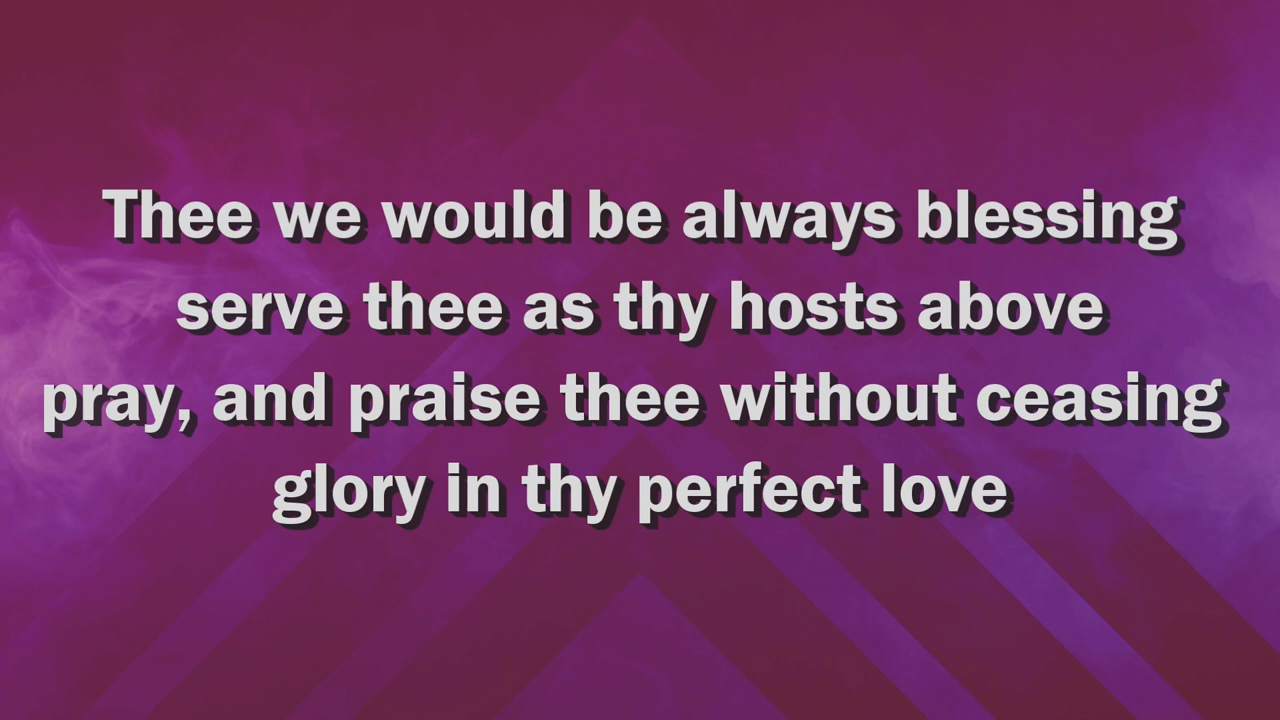 Thee we would be always blessing
serve thee as thy hosts above
pray, and praise thee without ceasing
glory in thy perfect love